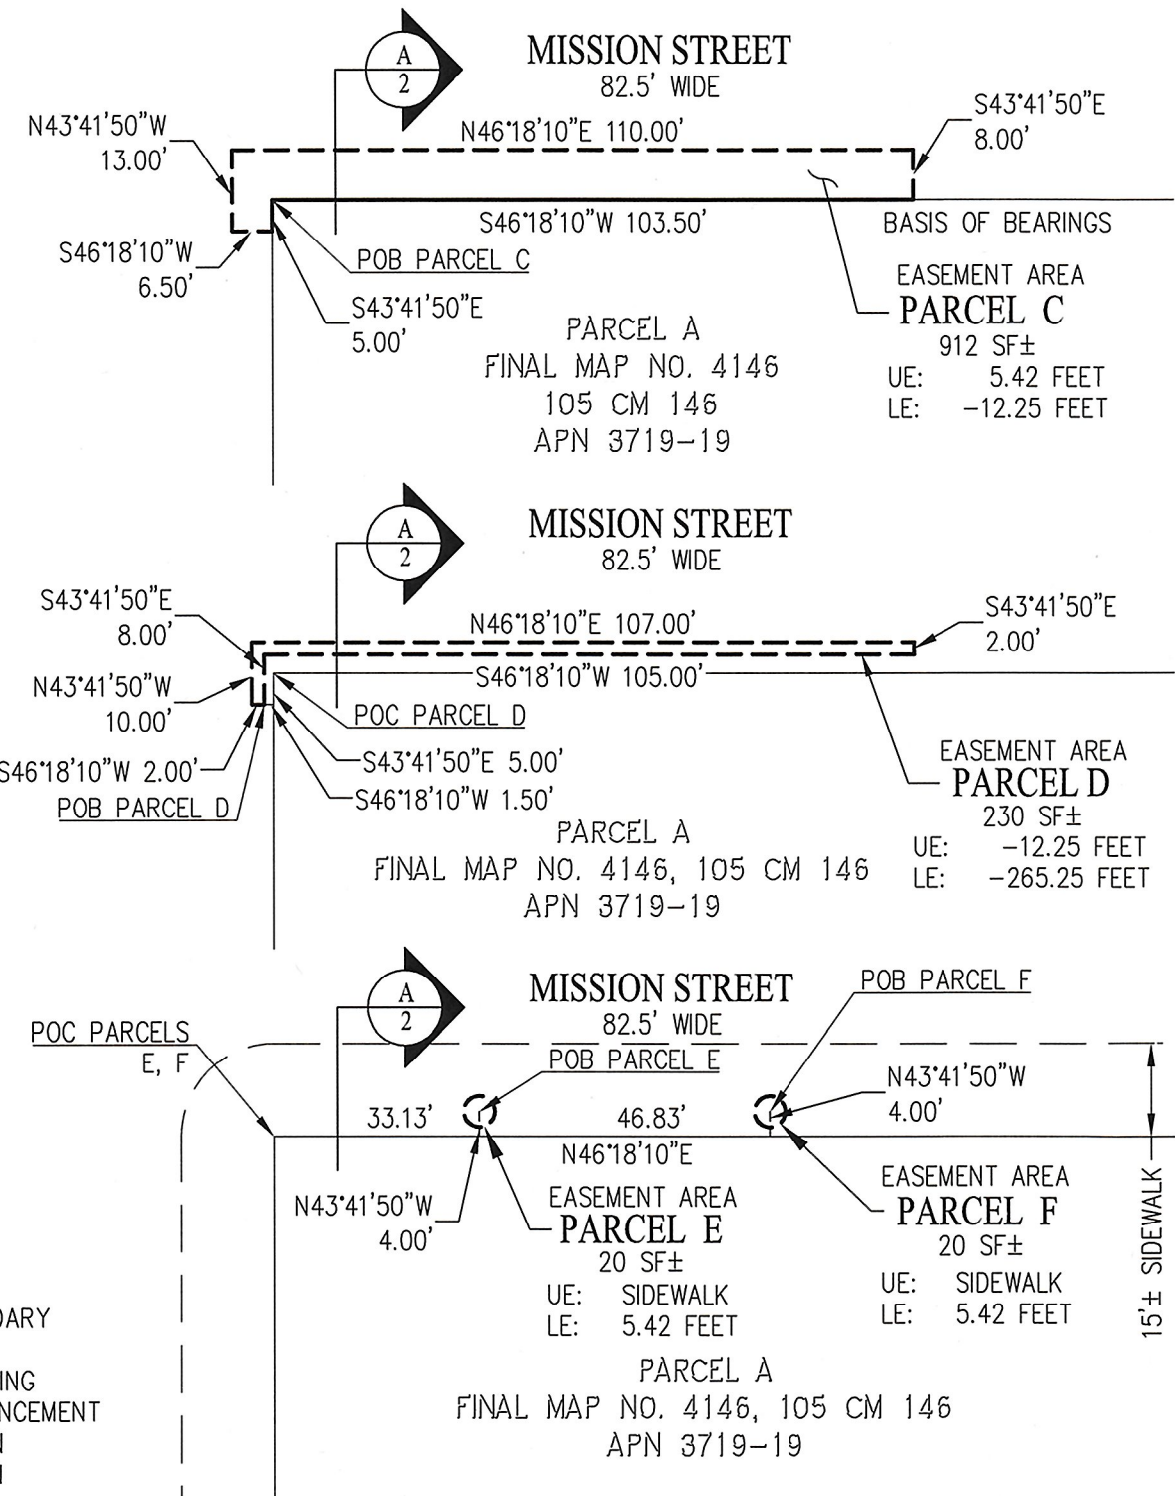 A
2
MISSION STREET
82.5' WIDE
N43°41'50"W
13.00'
N46°18'10"E 110.00'
S43°41'50"E
8.00'
S46°18'10"W 103.50'
BASIS OF BEARINGS
S46°18'10"W
6.50'
POB PARCEL C
S43°41'50"E
5.00'
EASEMENT AREA
PARCEL C
912 SF±
UE: 5.42 FEET
LE: -12.25 FEET
PARCEL A
FINAL MAP NO. 4146
105 CM 146
APN 3719-19
A
2
MISSION STREET
82.5' WIDE
S43°41'50"E
8.00'
N46°18'10"E 107.00'
S43°41'50"E
2.00'
N43°41'50"W
10.00'
S46°18'10"W 105.00'
POC PARCEL D
S46°18'10"W 2.00'
POB PARCEL D
S43°41'50"E 5.00'
S46°18'10"W 1.50'
EASEMENT AREA
PARCEL D
230 SF±
UE: -12.25 FEET
LE: -265.25 FEET
PARCEL A
FINAL MAP NO. 4146, 105 CM 146
APN 3719-19
A
2
MISSION STREET
82.5' WIDE
POB PARCEL F
POC PARCELS
E, F
POB PARCEL E
N43°41'50"W
4.00'
33.13'
46.83'
N46°18'10"E
N43°41'50"W
4.00'
EASEMENT AREA
PARCEL E
20 SF±
UE: SIDEWALK
LE: 5.42 FEET
EASEMENT AREA
PARCEL F
20 SF±
UE: SIDEWALK
LE: 5.42 FEET
15'± SIDEWALK
PARCEL A
FINAL MAP NO. 4146, 105 CM 146
APN 3719-19
DARY
ING
NCEMENT
N